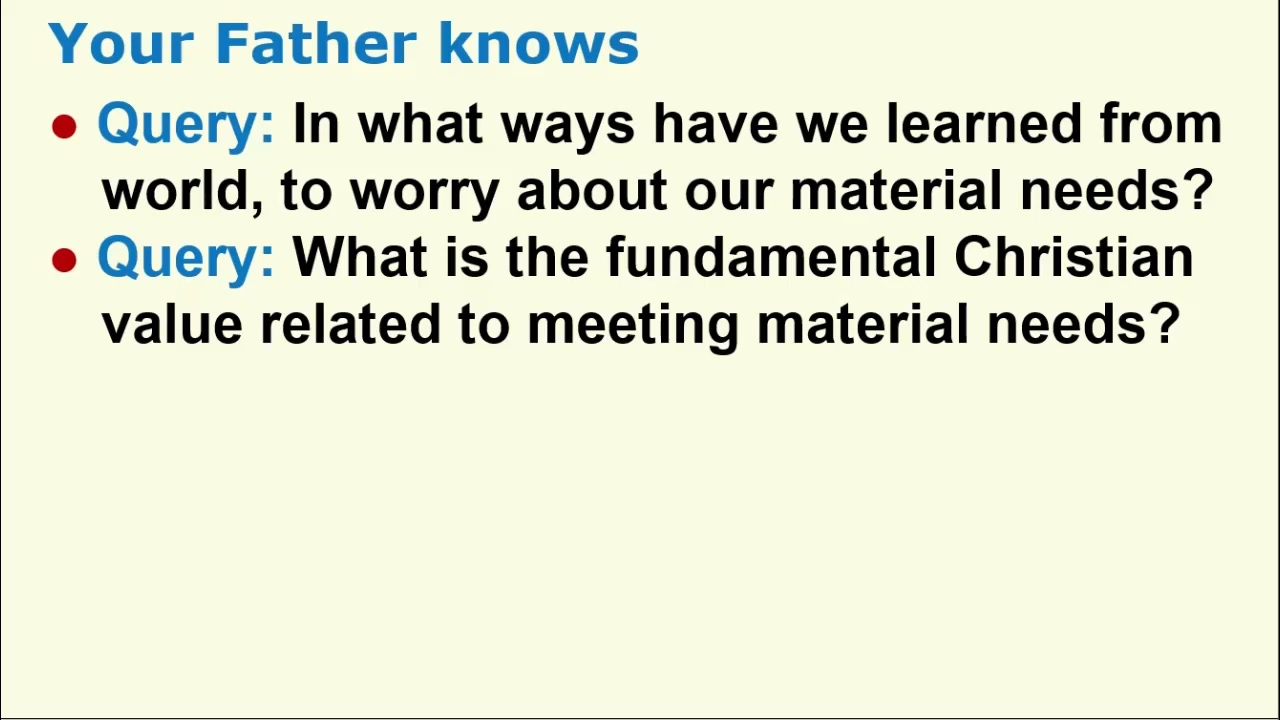 Your Father knows
● Query: In what ways have we learned from
world, to worry about our material needs?
● Query: What is the fundamental Christian
value related to meeting material needs?